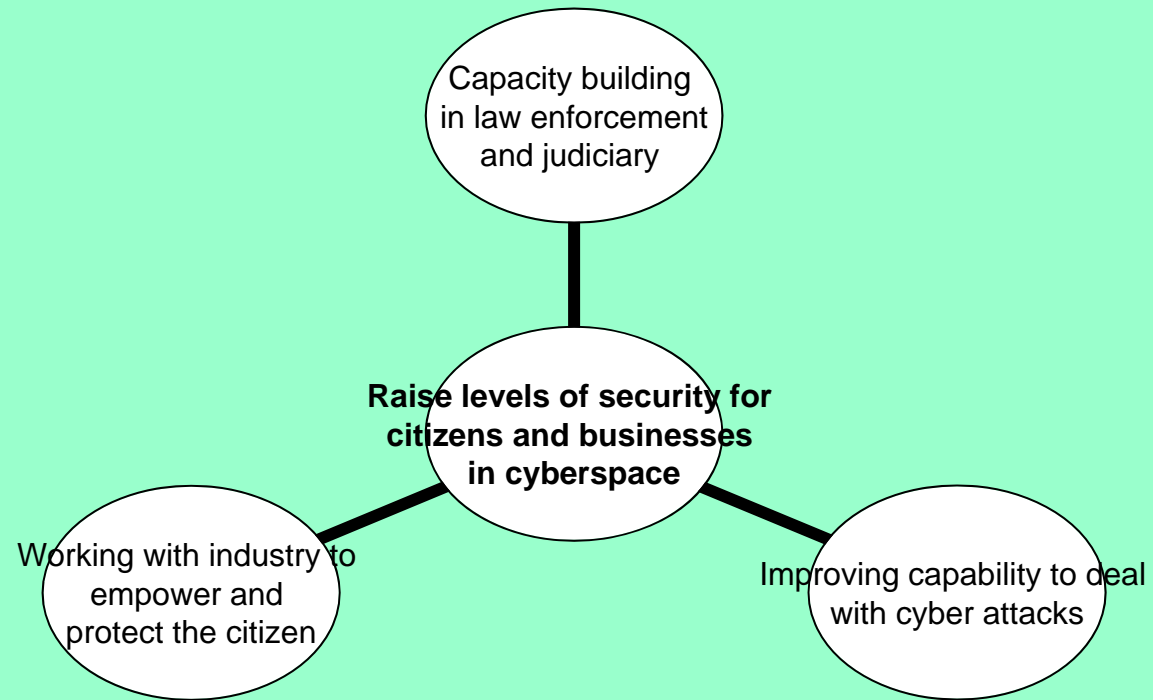 Capacity building
in law enforcement
and judiciary
Raise levels of security for
citizens and businesses
in cyberspace
Working with industry to
empower and
protect the citizen
Improving capability to deal
with cyber attacks